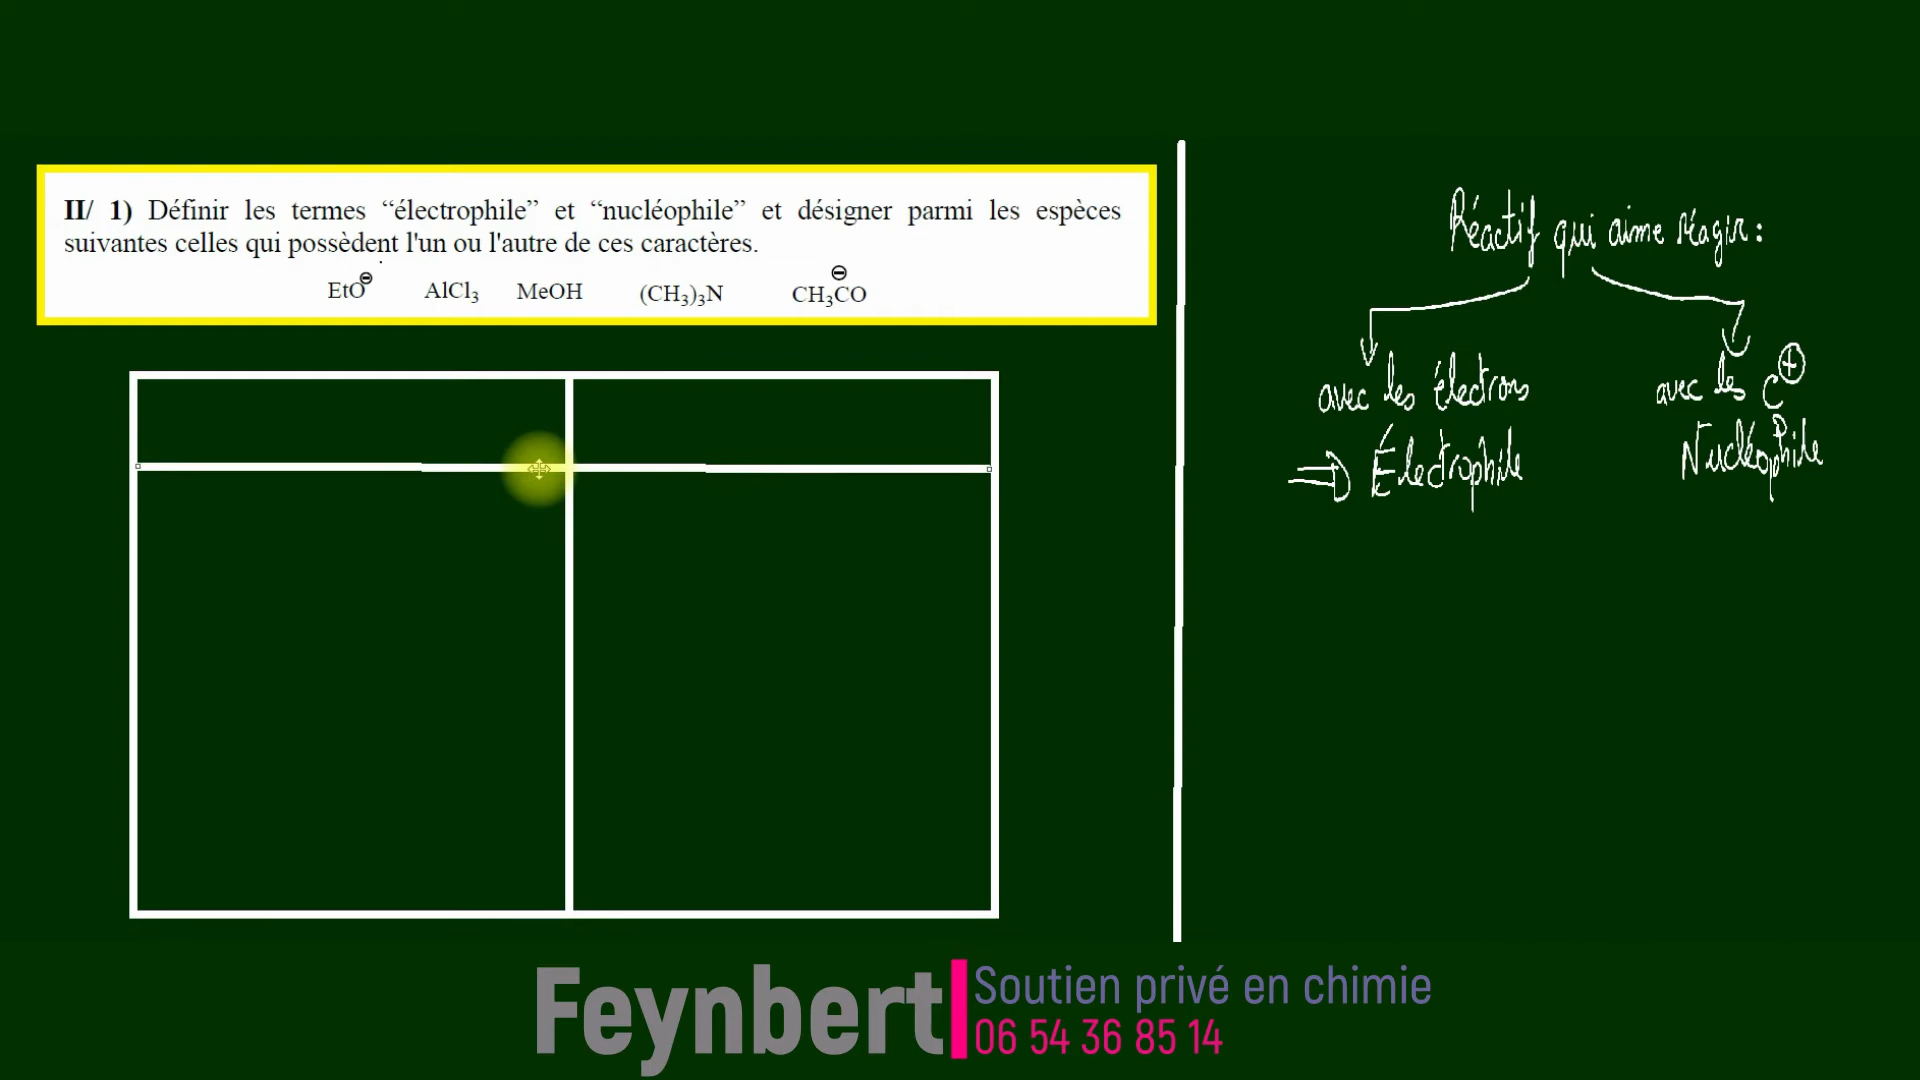 II/ 1) Définir les termes “électrophile” et “nucléophile” et désigner parmi les espèces
suivantes celles qui possèdent l'un ou l'autre de ces caractères.
EtO⊖ AlCl₃ MeOH (CH₃)₃N CH₃CO⊖
Réactif qui aime réagir :
avec les électrons
⇒ Électrophile
avec les C⊕
Nucléophile
Feynbert
Soutien privé en chimie
06 54 36 85 14